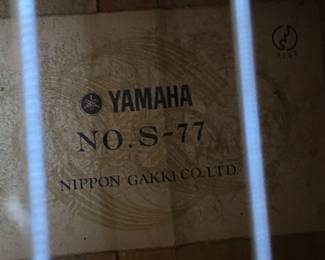 YAMAHA
NO. S-77
NIPPON GAKKI CO. LTD.